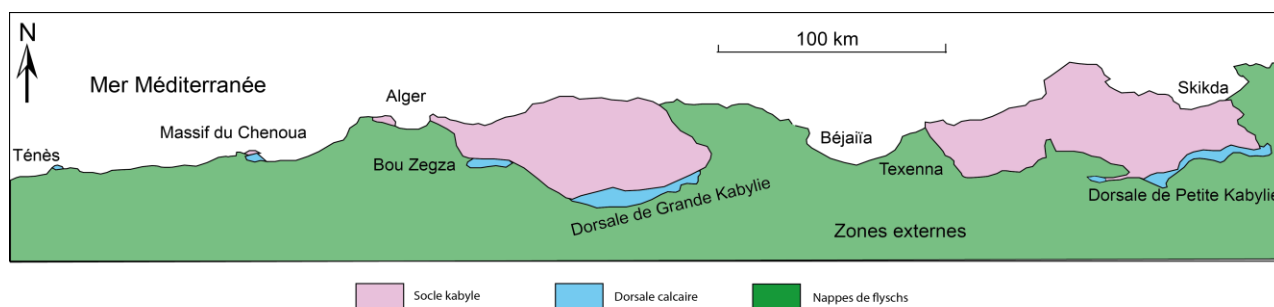 N
100 km
Mer Méditerranée
Alger
Skikda
Massif du Chenoua
Béjaiïa
Ténès
Bou Zegza
Texenna
Dorsale de Grande Kabylie
Dorsale de Petite Kabylie
Zones externes
Socle kabyle
Dorsale calcaire
Nappes de flyschs